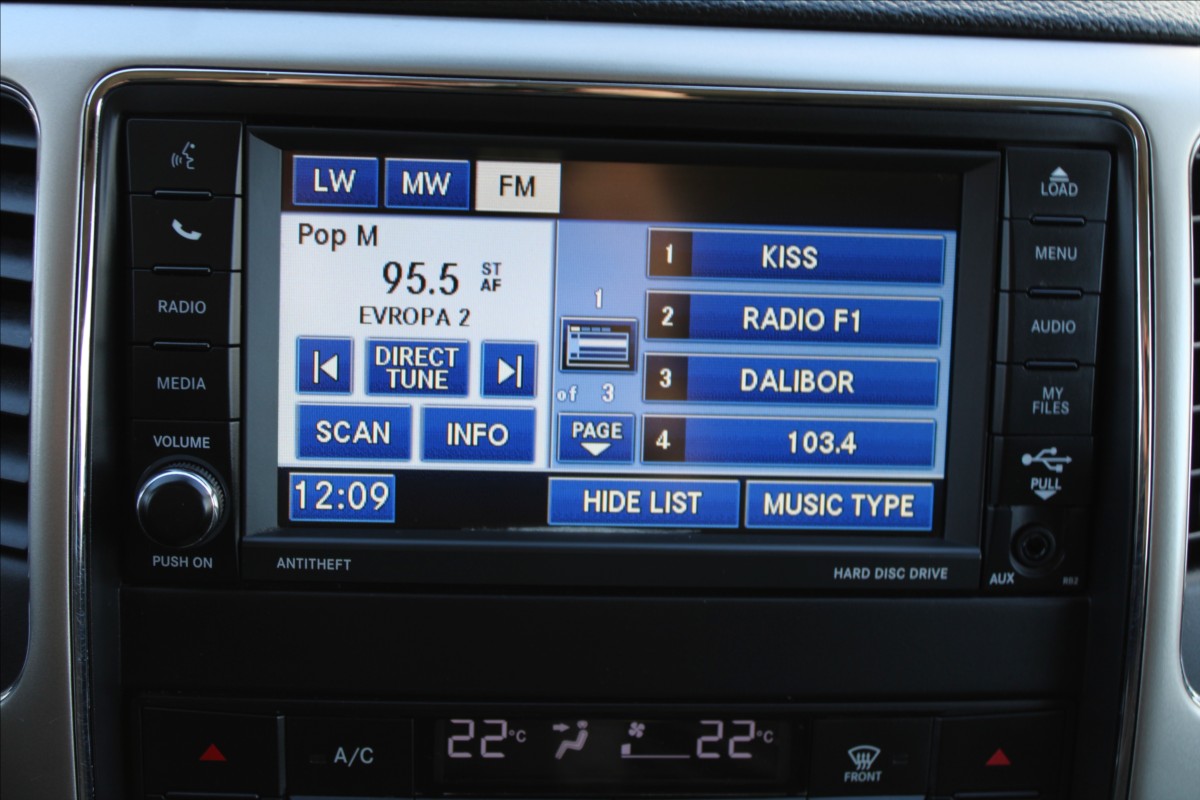 LW MW FM
LOAD
Pop M
95.5 ST AF
EVROPA 2
1 KISS
MENU
RADIO
1
2 RADIO F1
AUDIO
DIRECT TUNE
of 3
3 DALIBOR
MEDIA
MY FILES
SCAN INFO
PAGE
4 103.4
VOLUME
PULL
12:09
HIDE LIST MUSIC TYPE
PUSH ON
ANTITHEFT
HARD DISC DRIVE
AUX
22°C 22°C
A/C
FRONT